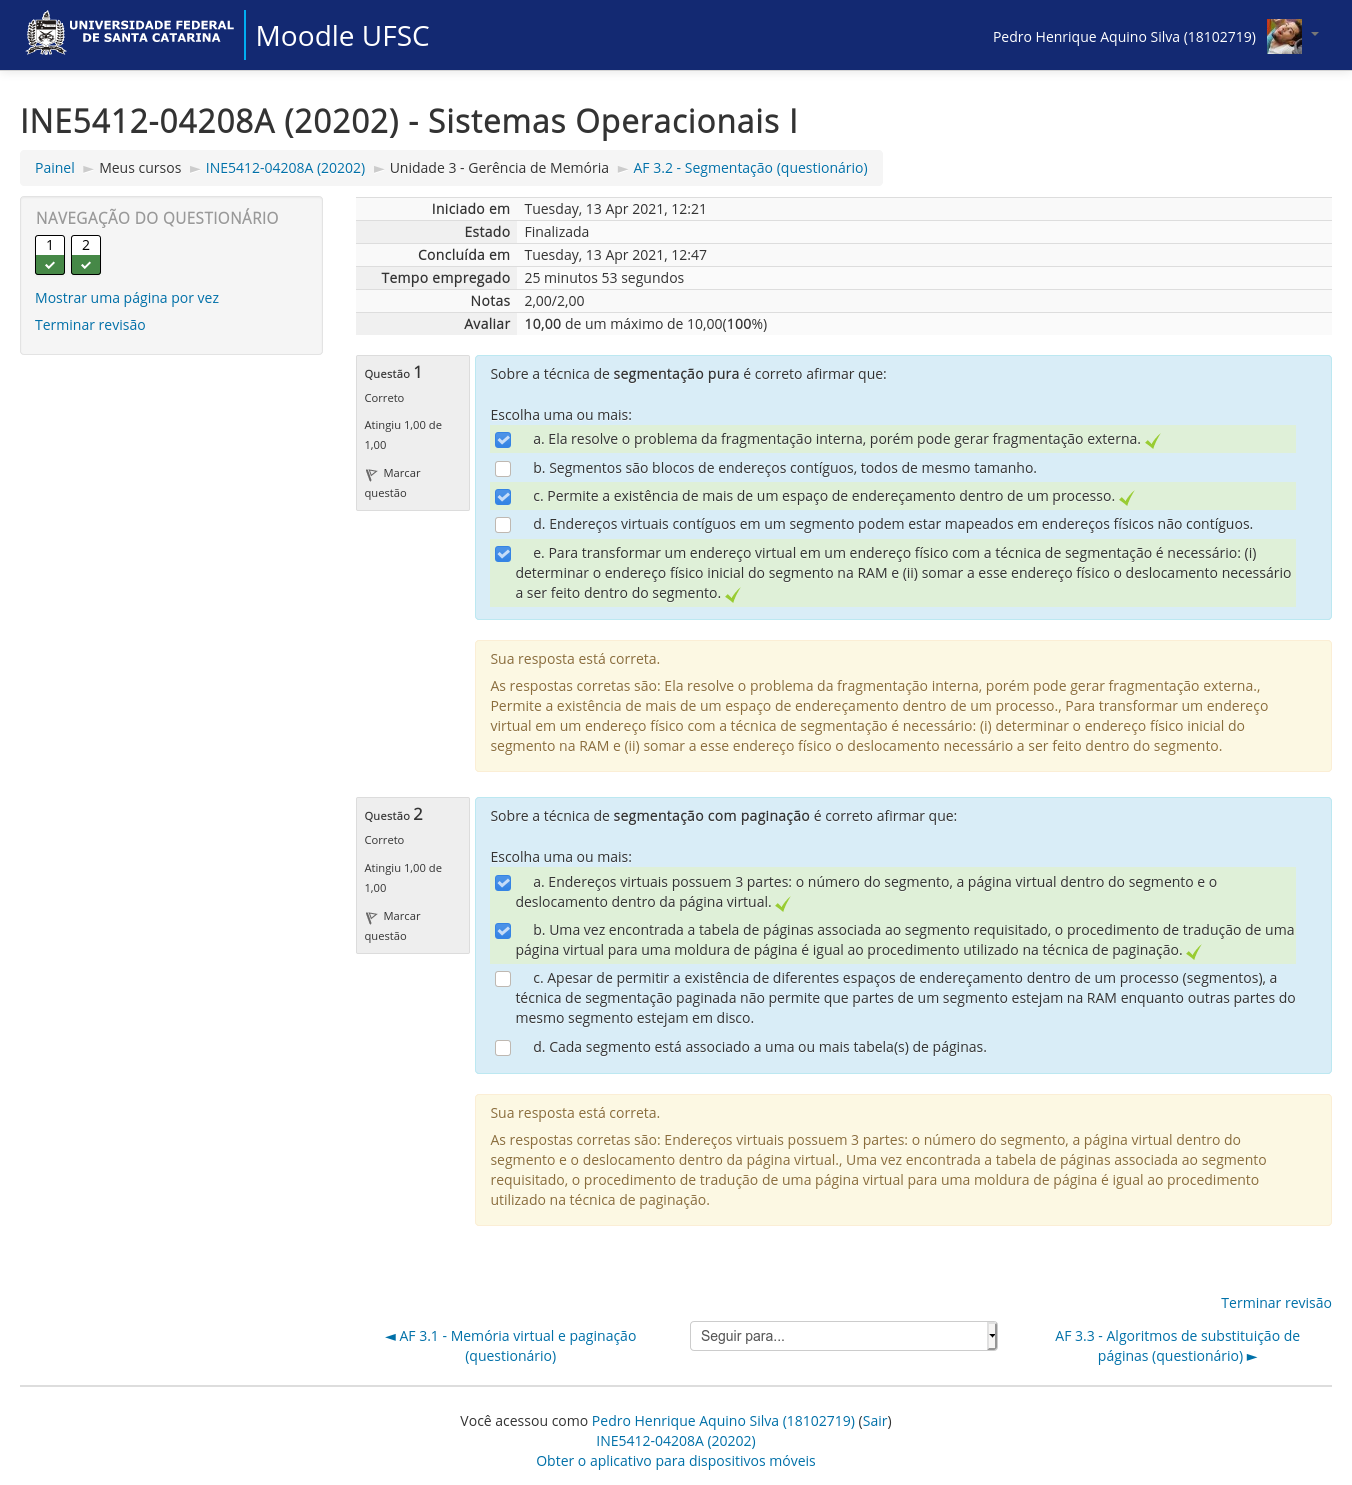 UNIVERSIDADE FEDERAL
DE SANTA CATARINA
Moodle UFSC
Pedro Henrique Aquino Silva (18102719)
INE5412-04208A (20202) - Sistemas Operacionais I
Painel ► Meus cursos ► INE5412-04208A (20202) ► Unidade 3 - Gerência de Memória ► AF 3.2 - Segmentação (questionário)
NAVEGAÇÃO DO QUESTIONÁRIO
1 2
Mostrar uma página por vez
Terminar revisão
Iniciado em Tuesday, 13 Apr 2021, 12:21
Estado Finalizada
Concluída em Tuesday, 13 Apr 2021, 12:47
Tempo empregado 25 minutos 53 segundos
Notas 2,00/2,00
Avaliar 10,00 de um máximo de 10,00(100%)
Questão 1
Correto
Atingiu 1,00 de
1,00
Marcar
questão
Sobre a técnica de segmentação pura é correto afirmar que:
Escolha uma ou mais:
a. Ela resolve o problema da fragmentação interna, porém pode gerar fragmentação externa.
b. Segmentos são blocos de endereços contíguos, todos de mesmo tamanho.
c. Permite a existência de mais de um espaço de endereçamento dentro de um processo.
d. Endereços virtuais contíguos em um segmento podem estar mapeados em endereços físicos não contíguos.
e. Para transformar um endereço virtual em um endereço físico com a técnica de segmentação é necessário: (i)
determinar o endereço físico inicial do segmento na RAM e (ii) somar a esse endereço físico o deslocamento necessário
a ser feito dentro do segmento.
Sua resposta está correta.
As respostas corretas são: Ela resolve o problema da fragmentação interna, porém pode gerar fragmentação externa.,
Permite a existência de mais de um espaço de endereçamento dentro de um processo., Para transformar um endereço
virtual em um endereço físico com a técnica de segmentação é necessário: (i) determinar o endereço físico inicial do
segmento na RAM e (ii) somar a esse endereço físico o deslocamento necessário a ser feito dentro do segmento.
Questão 2
Correto
Atingiu 1,00 de
1,00
Marcar
questão
Sobre a técnica de segmentação com paginação é correto afirmar que:
Escolha uma ou mais:
a. Endereços virtuais possuem 3 partes: o número do segmento, a página virtual dentro do segmento e o
deslocamento dentro da página virtual.
b. Uma vez encontrada a tabela de páginas associada ao segmento requisitado, o procedimento de tradução de uma
página virtual para uma moldura de página é igual ao procedimento utilizado na técnica de paginação.
c. Apesar de permitir a existência de diferentes espaços de endereçamento dentro de um processo (segmentos), a
técnica de segmentação paginada não permite que partes de um segmento estejam na RAM enquanto outras partes do
mesmo segmento estejam em disco.
d. Cada segmento está associado a uma ou mais tabela(s) de páginas.
Sua resposta está correta.
As respostas corretas são: Endereços virtuais possuem 3 partes: o número do segmento, a página virtual dentro do
segmento e o deslocamento dentro da página virtual., Uma vez encontrada a tabela de páginas associada ao segmento
requisitado, o procedimento de tradução de uma página virtual para uma moldura de página é igual ao procedimento
utilizado na técnica de paginação.
Terminar revisão
◄ AF 3.1 - Memória virtual e paginação
(questionário)
Seguir para...
AF 3.3 - Algoritmos de substituição de
páginas (questionário) ►
Você acessou como Pedro Henrique Aquino Silva (18102719) (Sair)
INE5412-04208A (20202)
Obter o aplicativo para dispositivos móveis